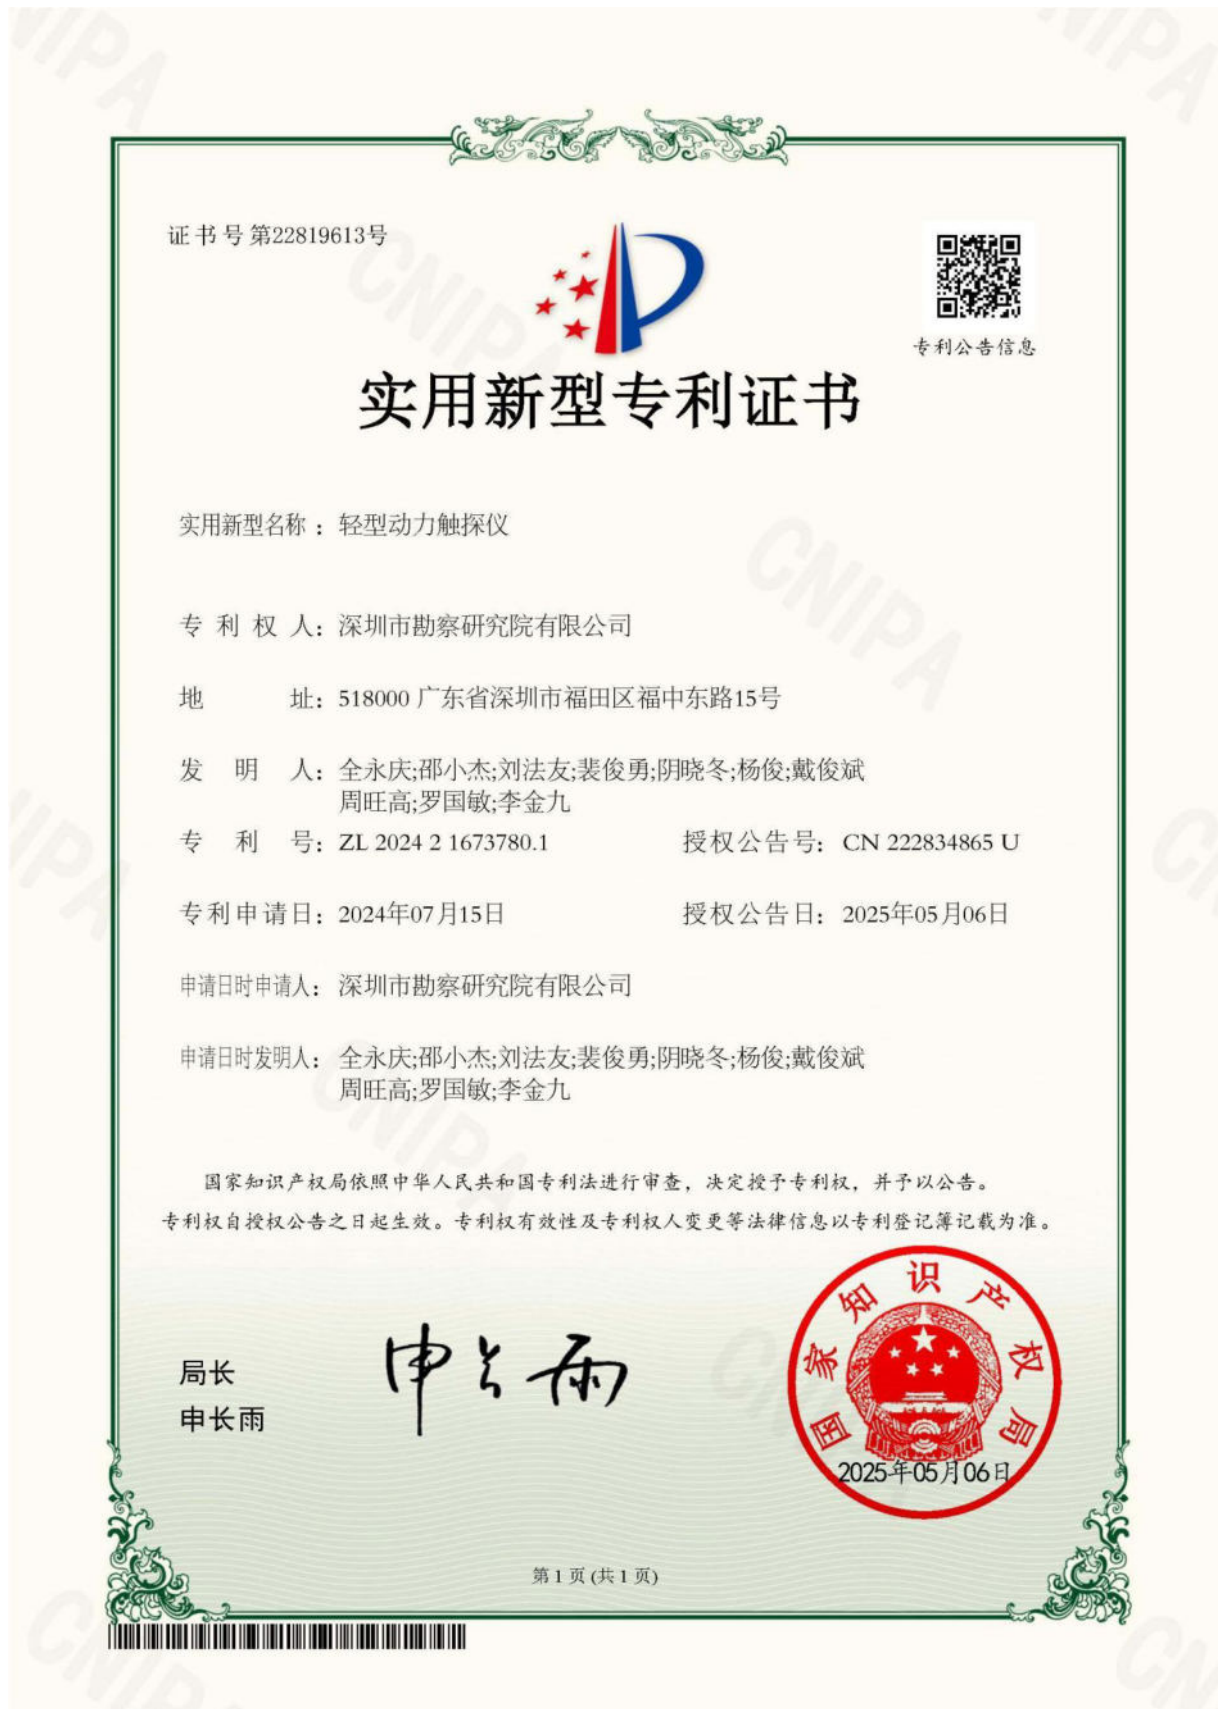 证书号第22819613号
专利公告信息
实用新型专利证书
实用新型名称：轻型动力触探仪
专利权人：深圳市勘察研究院有限公司
地址：518000 广东省深圳市福田区福中东路15号
发明人：全永庆;邵小杰;刘法友;裴俊勇;阴晓冬;杨俊;戴俊斌
周旺高;罗国敏;李金九
专利号：ZL 2024 2 1673780.1 授权公告号：CN 222834865 U
专利申请日：2024年07月15日 授权公告日：2025年05月06日
申请日时申请人：深圳市勘察研究院有限公司
申请日时发明人：全永庆;邵小杰;刘法友;裴俊勇;阴晓冬;杨俊;戴俊斌
周旺高;罗国敏;李金九
国家知识产权局依照中华人民共和国专利法进行审查，决定授予专利权，并予以公告。
专利权自授权公告之日起生效。专利权有效性及专利权人变更等法律信息以专利登记簿记载为准。
局长
申长雨
申长雨
国家知识产权局
2025年05月06日
第1页(共1页)
CNIPA